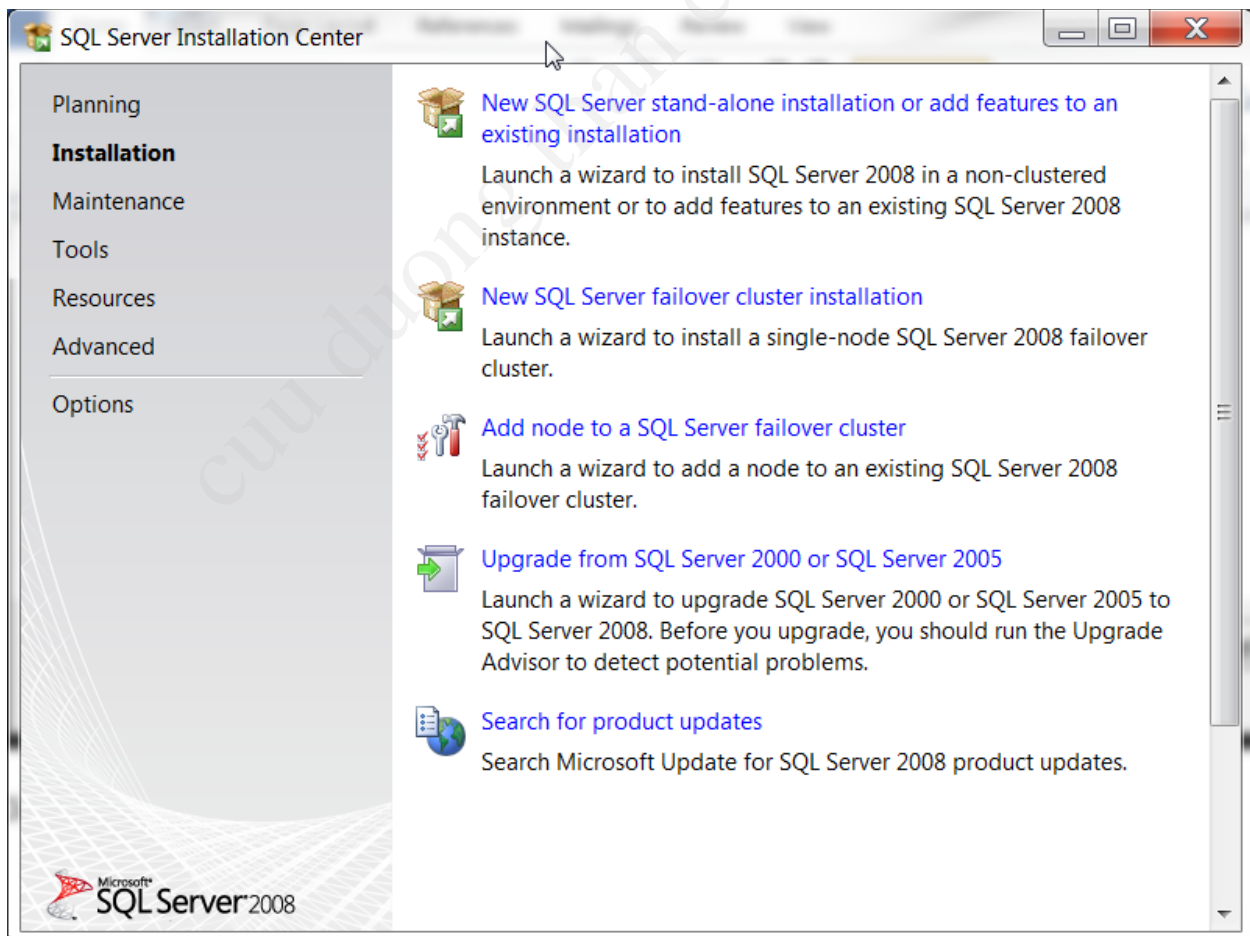 SQL Server Installation Center
References Mailings Review View
Planning
Installation
Maintenance
Tools
Resources
Advanced
Options
New SQL Server stand-alone installation or add features to an
existing installation
Launch a wizard to install SQL Server 2008 in a non-clustered
environment or to add features to an existing SQL Server 2008
instance.
New SQL Server failover cluster installation
Launch a wizard to install a single-node SQL Server 2008 failover
cluster.
Add node to a SQL Server failover cluster
Launch a wizard to add a node to an existing SQL Server 2008
failover cluster.
Upgrade from SQL Server 2000 or SQL Server 2005
Launch a wizard to upgrade SQL Server 2000 or SQL Server 2005 to
SQL Server 2008. Before you upgrade, you should run the Upgrade
Advisor to detect potential problems.
Search for product updates
Search Microsoft Update for SQL Server 2008 product updates.
Microsoft
SQL Server 2008
cuu duong than